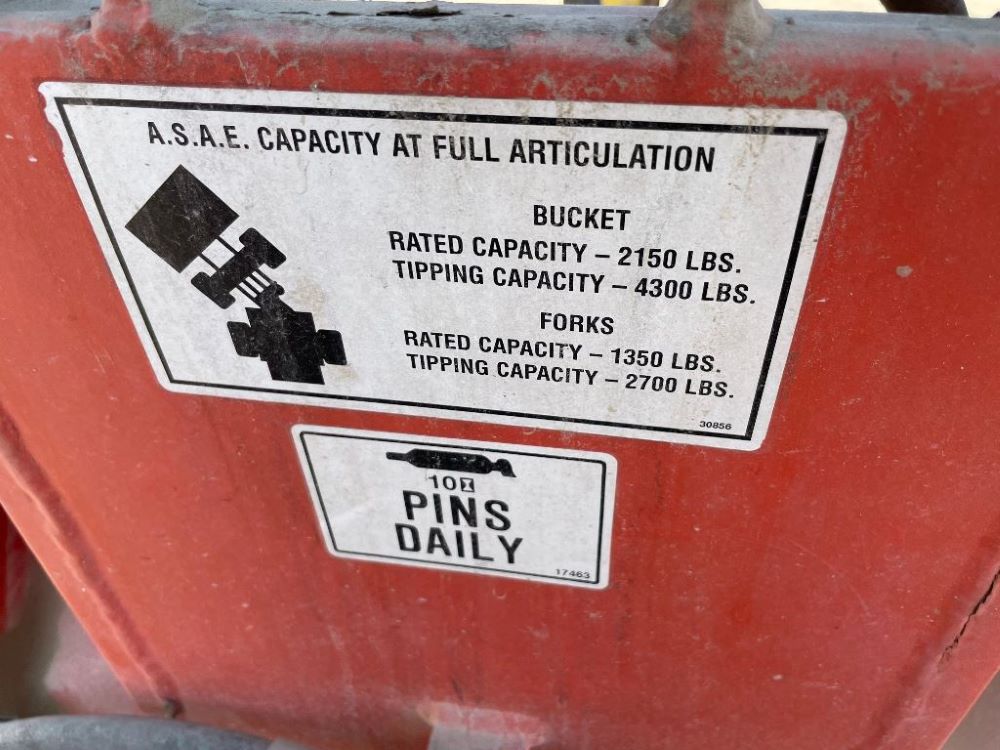 A.S.A.E. CAPACITY AT FULL ARTICULATION
BUCKET
RATED CAPACITY – 2150 LBS.
TIPPING CAPACITY – 4300 LBS.
FORKS
RATED CAPACITY – 1350 LBS.
TIPPING CAPACITY – 2700 LBS.
30856
10
PINS
DAILY
17463